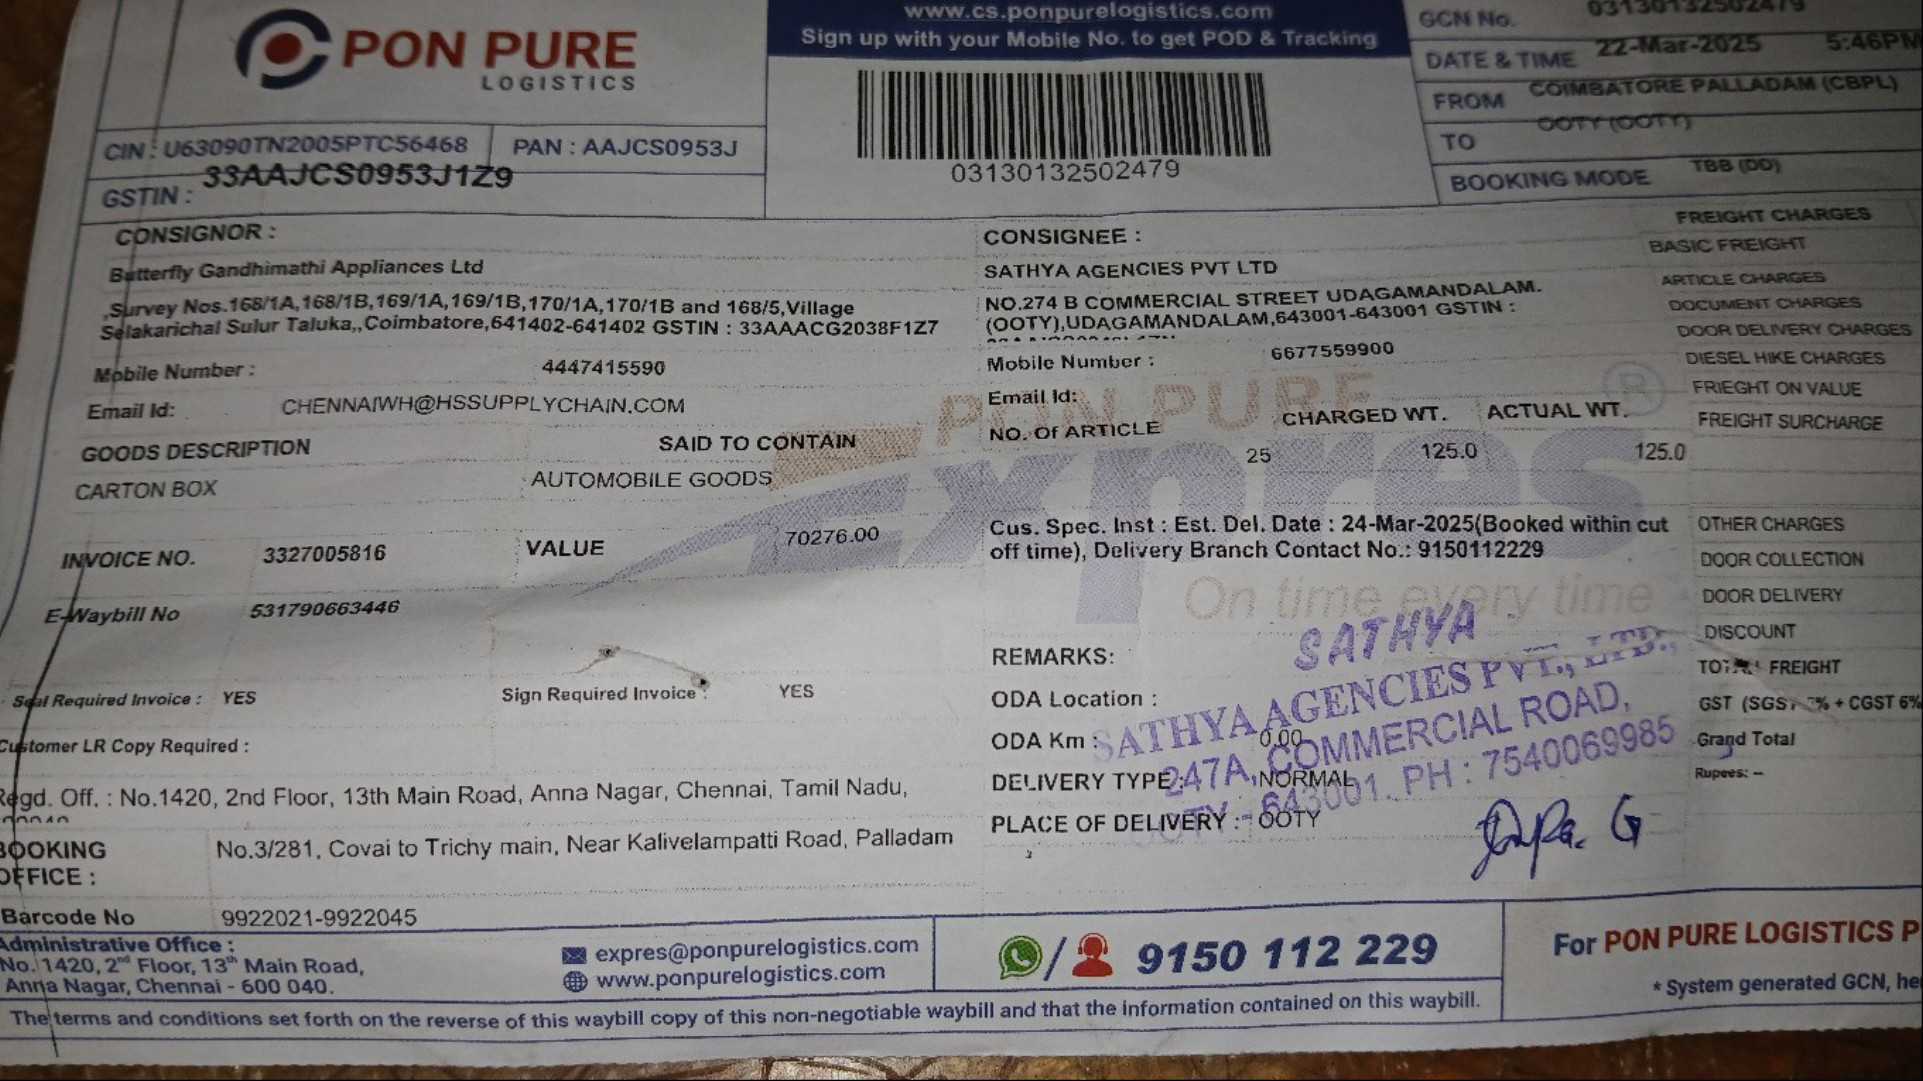 PON PURE
LOGISTICS
www.cs.ponpurelogistics.com
Sign up with your Mobile No. to get POD & Tracking
03130132502479
GCN No. 03130132502479
DATE & TIME 22-Mar-2025 5:46PM
FROM COIMBATORE PALLADAM (CBPL)
TO OOTY (OOTY)
BOOKING MODE TBB (DD)
CIN : U63090TN2005PTC56468 PAN : AAJCS0953J
GSTIN : 33AAJCS0953J1Z9
CONSIGNOR :
Butterfly Gandhimathi Appliances Ltd
,Survey Nos.168/1A,168/1B,169/1A,169/1B,170/1A,170/1B and 168/5,Village
Selakarichal Sulur Taluka,,Coimbatore,641402-641402 GSTIN : 33AAACG2038F1Z7
Mobile Number : 4447415590
Email Id: CHENNAIWH@HSSUPPLYCHAIN.COM
CONSIGNEE :
SATHYA AGENCIES PVT LTD
NO.274 B COMMERCIAL STREET UDAGAMANDALAM.
(OOTY),UDAGAMANDALAM,643001-643001 GSTIN :
Mobile Number : 6677559900
Email Id:
GOODS DESCRIPTION SAID TO CONTAIN
CARTON BOX AUTOMOBILE GOODS
NO. Of ARTICLE CHARGED WT. ACTUAL WT.
25 125.0 125.0
INVOICE NO. 3327005816 VALUE 70276.00
E-Waybill No 531790663446
Cus. Spec. Inst : Est. Del. Date : 24-Mar-2025(Booked within cut
off time), Delivery Branch Contact No.: 9150112229
PON PURE
Expres ®
On time every time
Seal Required Invoice : YES Sign Required Invoice : YES
Customer LR Copy Required :
Regd. Off. : No.1420, 2nd Floor, 13th Main Road, Anna Nagar, Chennai, Tamil Nadu,
BOOKING
OFFICE :
No.3/281, Covai to Trichy main, Near Kalivelampatti Road, Palladam
Barcode No 9922021-9922045
REMARKS:
ODA Location :
ODA Km : 0.00
DELIVERY TYPE : NORMAL
PLACE OF DELIVERY : OOTY
SATHYA
AGENCIES PVT., LTD.,
SATHYA AGENCIES
247A, COMMERCIAL ROAD,
OOTY - 643001. PH : 7540069985
FREIGHT CHARGES
BASIC FREIGHT
ARTICLE CHARGES
DOCUMENT CHARGES
DOOR DELIVERY CHARGES
DIESEL HIKE CHARGES
FRIEGHT ON VALUE
FREIGHT SURCHARGE
OTHER CHARGES
DOOR COLLECTION
DOOR DELIVERY
DISCOUNT
TOTAL FREIGHT
GST (SGST % + CGST 6%
Grand Total
Rupees: --
Administrative Office :
No. 1420, 2nd Floor, 13th Main Road,
Anna Nagar, Chennai - 600 040.
expres@ponpurelogistics.com
www.ponpurelogistics.com
9150 112 229
For PON PURE LOGISTICS P
* System generated GCN, he
The terms and conditions set forth on the reverse of this waybill copy of this non-negotiable waybill and that the information contained on this waybill.